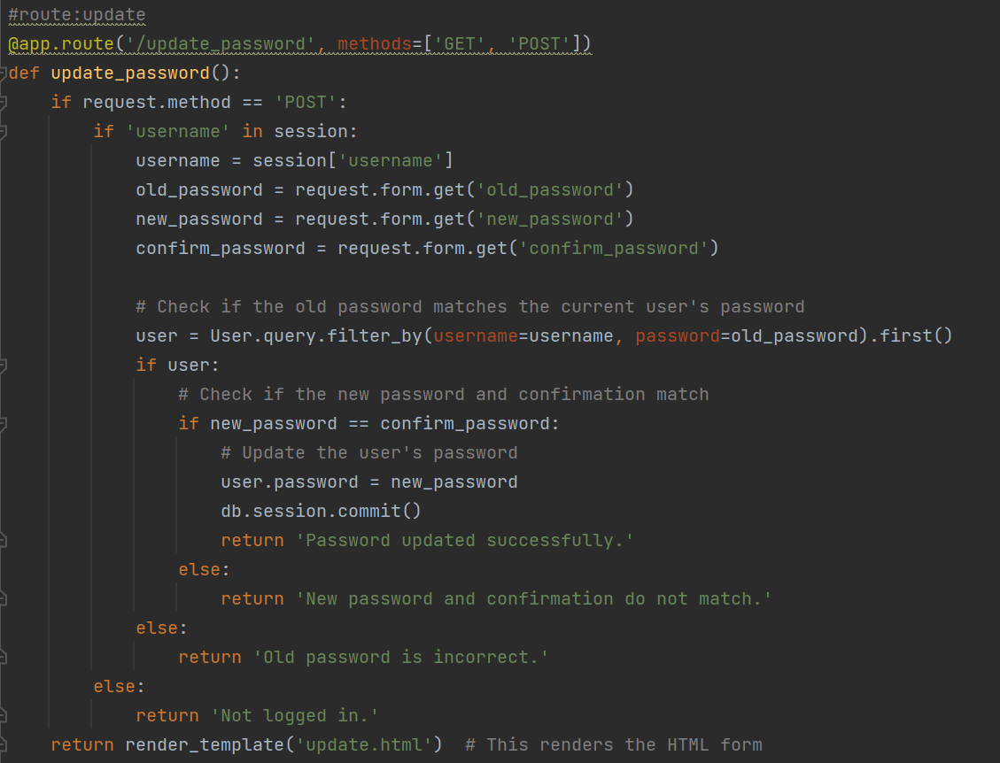 #route:update
@app.route('/update_password', methods=['GET', 'POST'])
def update_password():
    if request.method == 'POST':
        if 'username' in session:
            username = session['username']
            old_password = request.form.get('old_password')
            new_password = request.form.get('new_password')
            confirm_password = request.form.get('confirm_password')

            # Check if the old password matches the current user's password
            user = User.query.filter_by(username=username, password=old_password).first()
            if user:
                # Check if the new password and confirmation match
                if new_password == confirm_password:
                    # Update the user's password
                    user.password = new_password
                    db.session.commit()
                    return 'Password updated successfully.'
                else:
                    return 'New password and confirmation do not match.'
            else:
                return 'Old password is incorrect.'
        else:
            return 'Not logged in.'
    return render_template('update.html')  # This renders the HTML form